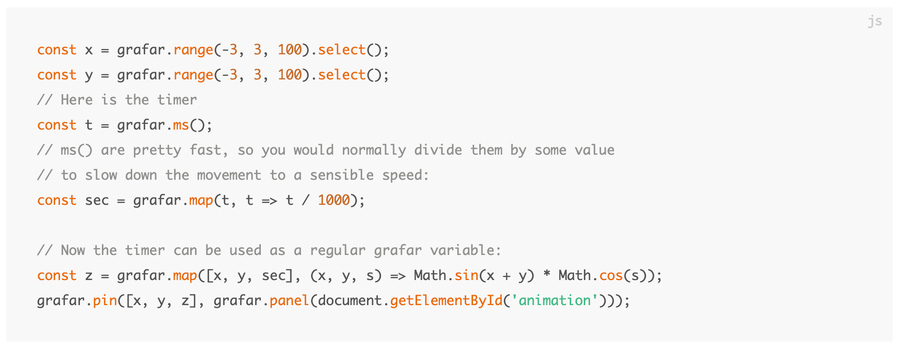 js
const x = grafar.range(-3, 3, 100).select();
const y = grafar.range(-3, 3, 100).select();
// Here is the timer
const t = grafar.ms();
// ms() are pretty fast, so you would normally divide them by some value
// to slow down the movement to a sensible speed:
const sec = grafar.map(t, t => t / 1000);
// Now the timer can be used as a regular grafar variable:
const z = grafar.map([x, y, sec], (x, y, s) => Math.sin(x + y) * Math.cos(s));
grafar.pin([x, y, z], grafar.panel(document.getElementById('animation')));